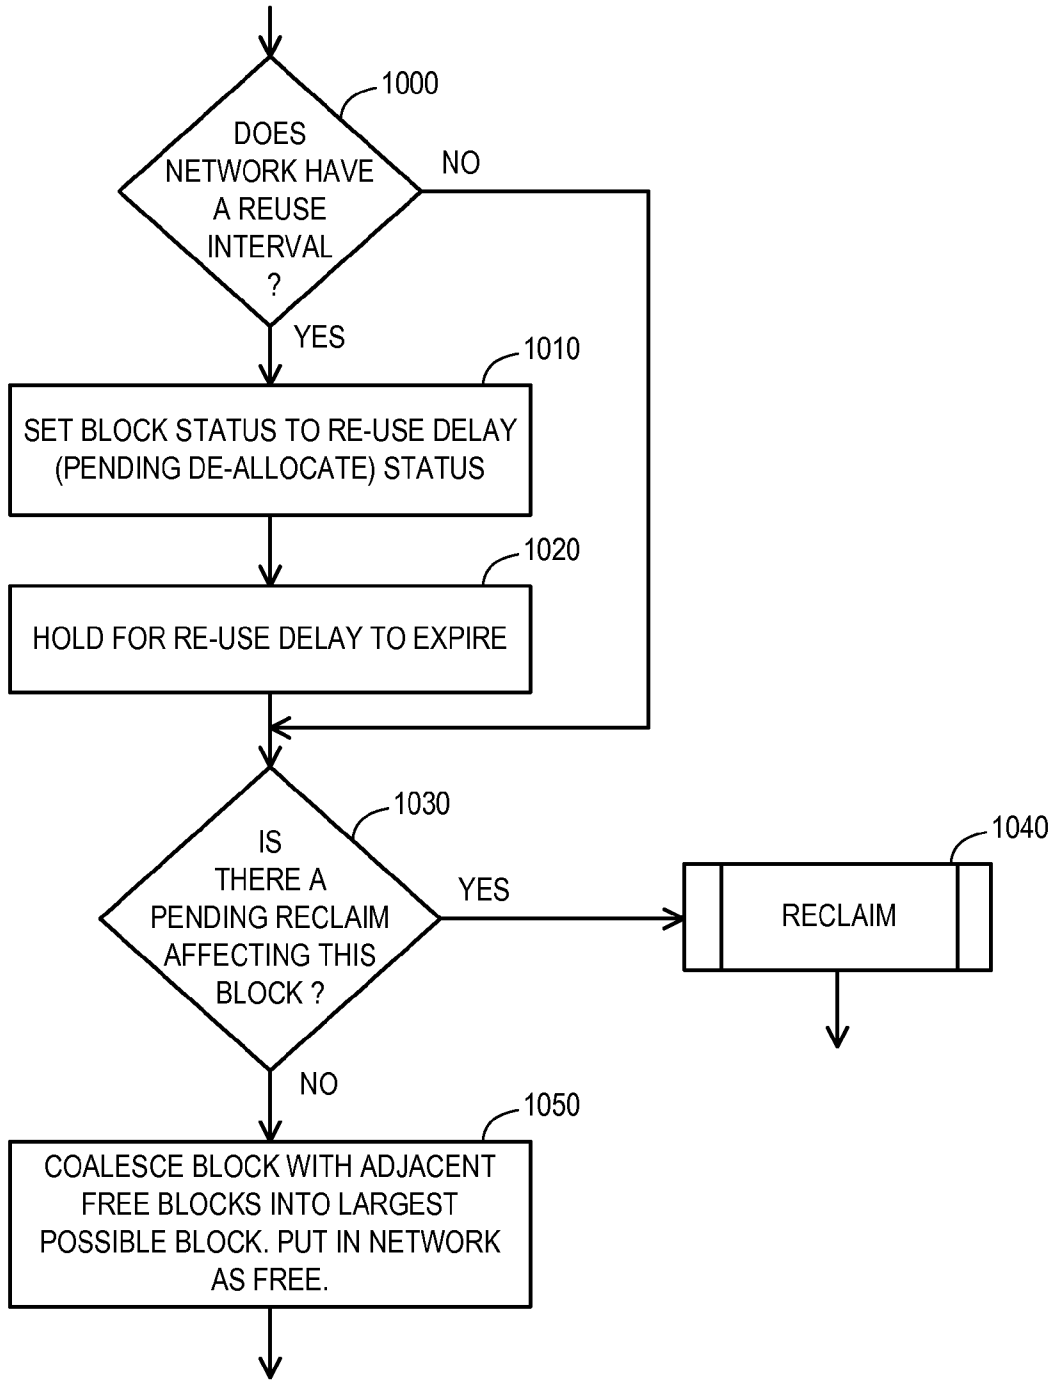 1000
DOES
NETWORK HAVE
A REUSE
INTERVAL
?
NO
YES
1010
SET BLOCK STATUS TO RE-USE DELAY
(PENDING DE-ALLOCATE) STATUS
1020
HOLD FOR RE-USE DELAY TO EXPIRE
1030
IS
THERE A
PENDING RECLAIM
AFFECTING THIS
BLOCK ?
YES
1040
RECLAIM
NO
1050
COALESCE BLOCK WITH ADJACENT
FREE BLOCKS INTO LARGEST
POSSIBLE BLOCK. PUT IN NETWORK
AS FREE.